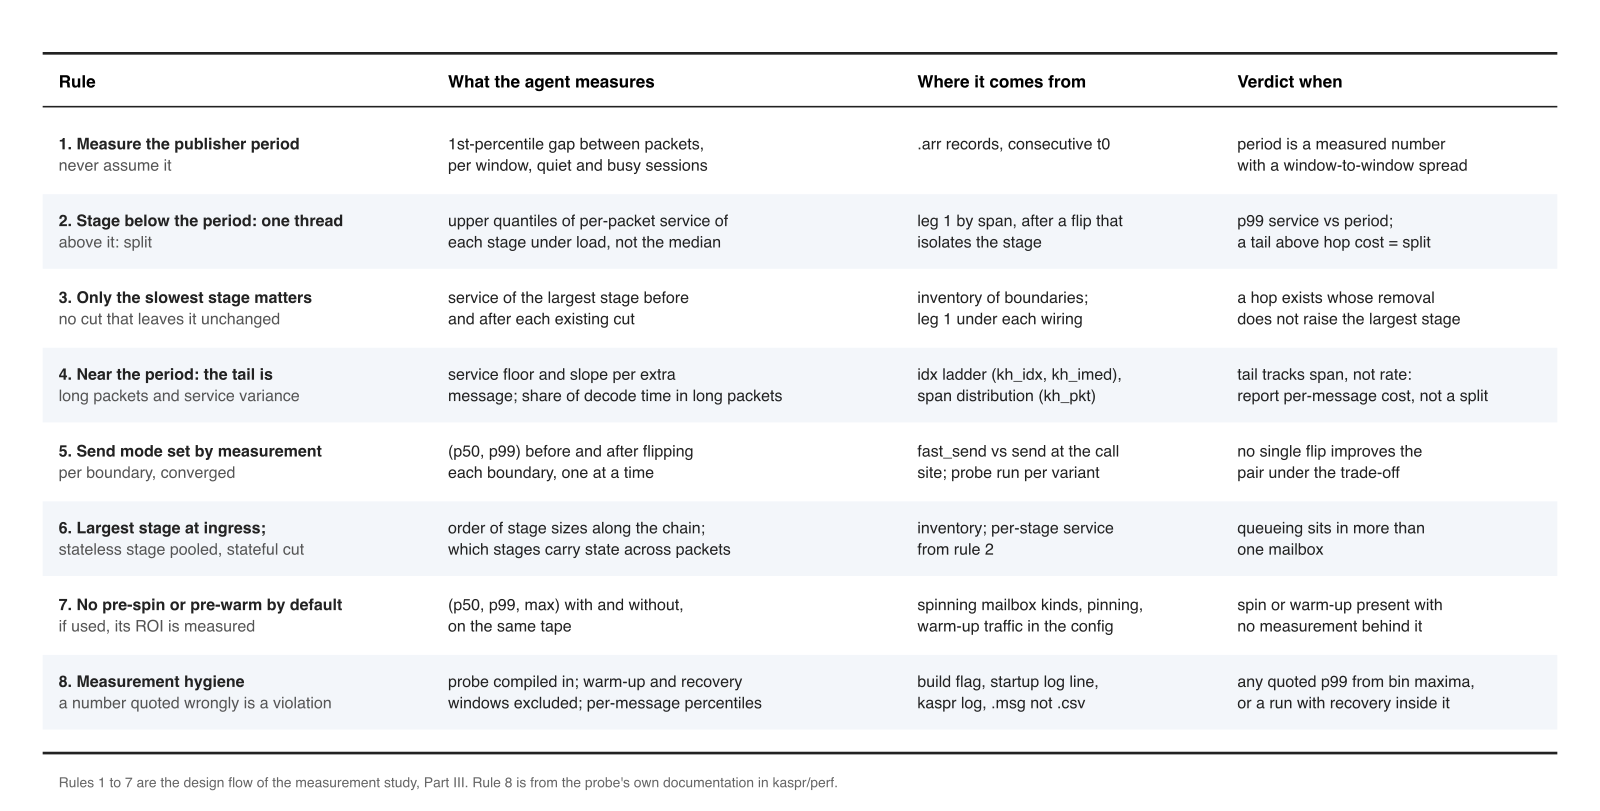 Rule What the agent measures Where it comes from Verdict when
1. Measure the publisher period 1st-percentile gap between packets, .arr records, consecutive t0 period is a measured number
never assume it per window, quiet and busy sessions with a window-to-window spread
2. Stage below the period: one thread upper quantiles of per-packet service of leg 1 by span, after a flip that p99 service vs period;
above it: split each stage under load, not the median isolates the stage a tail above hop cost = split
3. Only the slowest stage matters service of the largest stage before inventory of boundaries; a hop exists whose removal
no cut that leaves it unchanged and after each existing cut leg 1 under each wiring does not raise the largest stage
4. Near the period: the tail is service floor and slope per extra idx ladder (kh_idx, kh_imed), tail tracks span, not rate:
long packets and service variance message; share of decode time in long packets span distribution (kh_pkt) report per-message cost, not a split
5. Send mode set by measurement (p50, p99) before and after flipping fast_send vs send at the call no single flip improves the
per boundary, converged each boundary, one at a time site; probe run per variant pair under the trade-off
6. Largest stage at ingress; order of stage sizes along the chain; inventory; per-stage service queueing sits in more than
stateless stage pooled, stateful cut which stages carry state across packets from rule 2 one mailbox
7. No pre-spin or pre-warm by default (p50, p99, max) with and without, spinning mailbox kinds, pinning, spin or warm-up present with
if used, its ROI is measured on the same tape warm-up traffic in the config no measurement behind it
8. Measurement hygiene probe compiled in; warm-up and recovery build flag, startup log line, any quoted p99 from bin maxima,
a number quoted wrongly is a violation windows excluded; per-message percentiles kaspr log, .msg not .csv or a run with recovery inside it
Rules 1 to 7 are the design flow of the measurement study, Part III. Rule 8 is from the probe's own documentation in kaspr/perf.